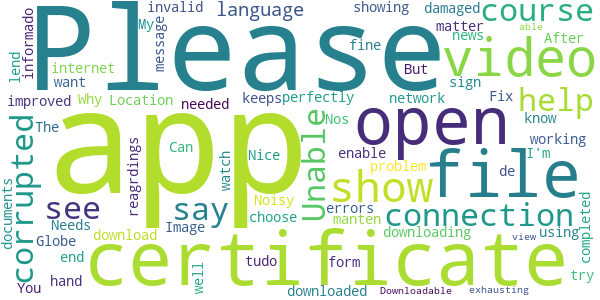 invalid language showing damaged course
informado My message Please matter news After able
lend internet want fine But sign video
improved Why Location needed keeps perfectly network Fix help
documents corrupted The reagrdings app Can Nice watch Unable Nos enable open errors know working
see say Image Noisy choose show problem file de I'm
Needs Globe manten connection using completed
end download certificate tudo form downloading view try
You hand well downloaded Downloadable exhausting